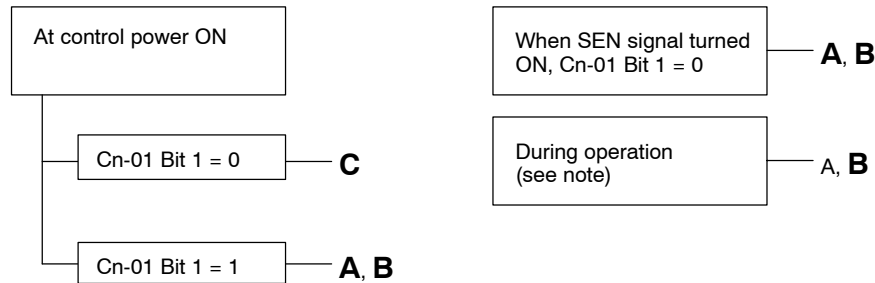 At control power ON
Cn-01 Bit 1 = 0
C
Cn-01 Bit 1 = 1
A, B
When SEN signal turned
ON, Cn-01 Bit 1 = 0
A, B
During operation
(see note)
A, B